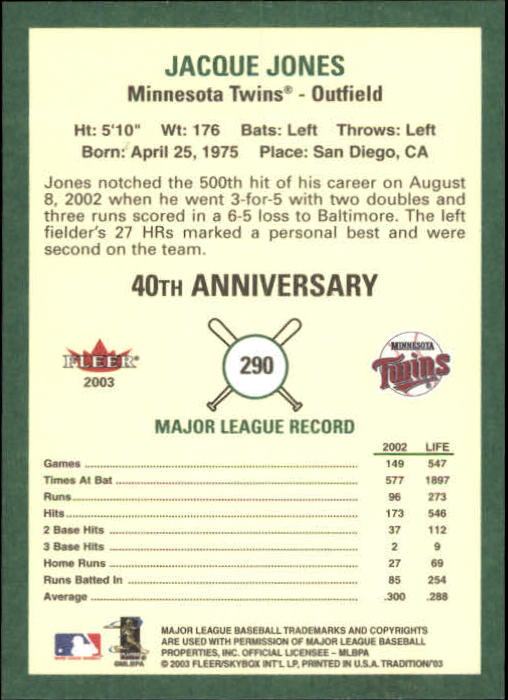 JACQUE JONES
Minnesota Twins® - Outfield
Ht: 5'10" Wt: 176 Bats: Left Throws: Left
Born: April 25, 1975 Place: San Diego, CA
Jones notched the 500th hit of his career on August
8, 2002 when he went 3-for-5 with two doubles and
three runs scored in a 6-5 loss to Baltimore. The left
fielder's 27 HRs marked a personal best and were
second on the team.
40TH ANNIVERSARY
FLEER
2003
290
MINNESOTA
Twins
MAJOR LEAGUE RECORD
2002 LIFE
Games 149 547
Times At Bat 577 1897
Runs 96 273
Hits 173 546
2 Base Hits 37 112
3 Base Hits 2 9
Home Runs 27 69
Runs Batted In 85 254
Average .300 .288
©MLBPA
MAJOR LEAGUE BASEBALL TRADEMARKS AND COPYRIGHTS
ARE USED WITH PERMISSION OF MAJOR LEAGUE BASEBALL
PROPERTIES, INC. OFFICIAL LICENSEE - MLBPA
© 2003 FLEER/SKYBOX INT'L LP, PRINTED IN U.S.A. TRADITION/'03